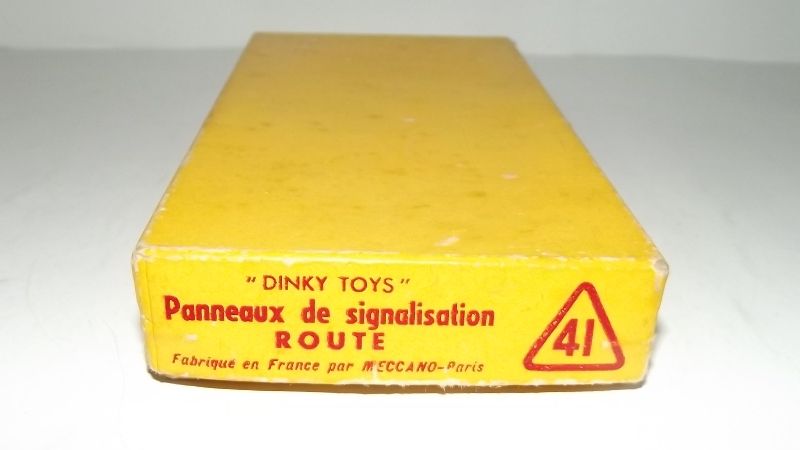 " DINKY TOYS "
Panneaux de signalisation
ROUTE
Fabriqué en France par MECCANO-Paris
41